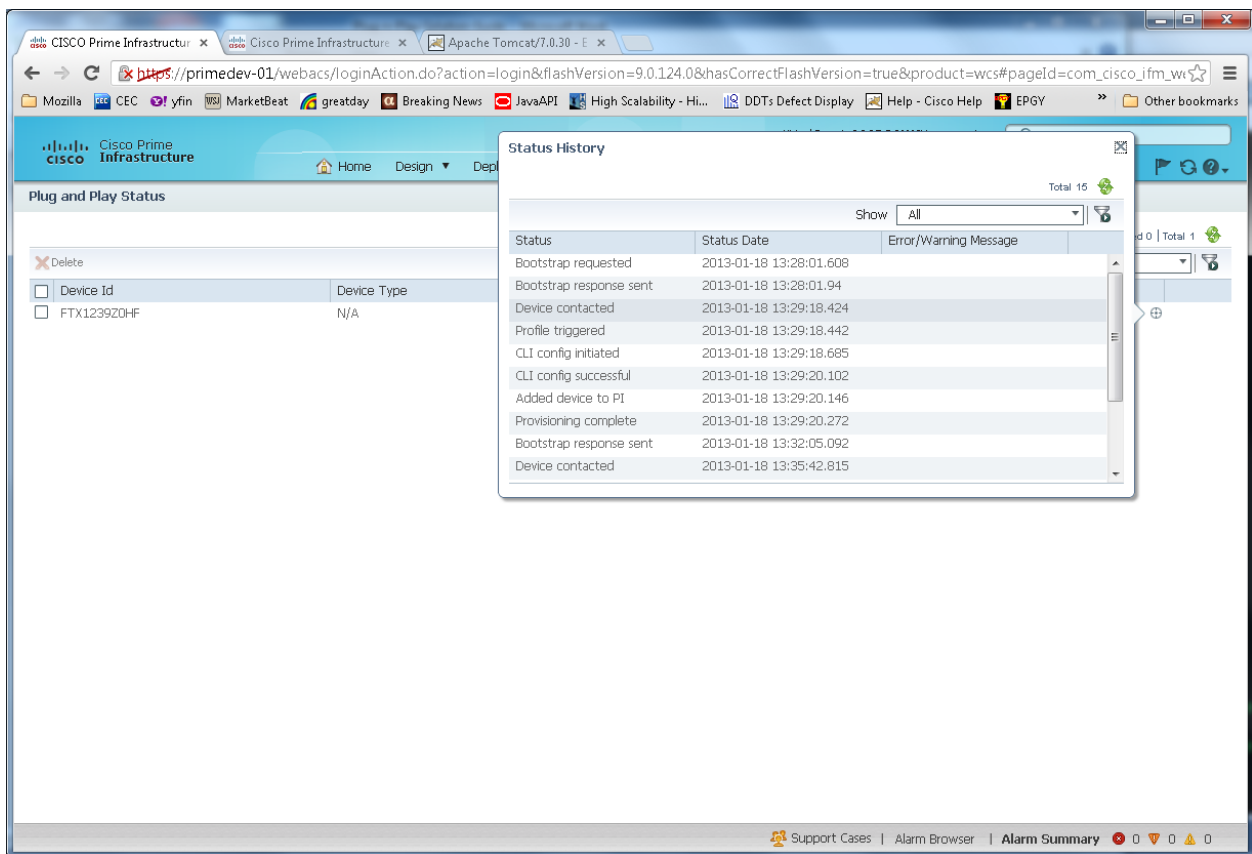 CISCO Prime Infrastructur
Cisco Prime Infrastructure
Apache Tomcat/7.0.30 - E
https://primedev-01/webacs/loginAction.do?action=login&flashVersion=9.0.124.0&hasCorrectFlashVersion=true&product=wcs#pageId=com_cisco_ifm_we
Mozilla CEC yfin MarketBeat greatday Breaking News JavaAPI High Scalability - Hi... DDTs Defect Display Help - Cisco Help EPGY » Other bookmarks
CISCO
Cisco Prime
Infrastructure
Home Design Depl
Plug and Play Status
d 0 | Total 1
Delete
Device Id Device Type
FTX1239Z0HF N/A
Status History
Total 15
Show All
Status Status Date Error/Warning Message
Bootstrap requested 2013-01-18 13:28:01.608
Bootstrap response sent 2013-01-18 13:28:01.94
Device contacted 2013-01-18 13:29:18.424
Profile triggered 2013-01-18 13:29:18.442
CLI config initiated 2013-01-18 13:29:18.685
CLI config successful 2013-01-18 13:29:20.102
Added device to PI 2013-01-18 13:29:20.146
Provisioning complete 2013-01-18 13:29:20.272
Bootstrap response sent 2013-01-18 13:32:05.092
Device contacted 2013-01-18 13:35:42.815
Support Cases | Alarm Browser | Alarm Summary 0 0 0